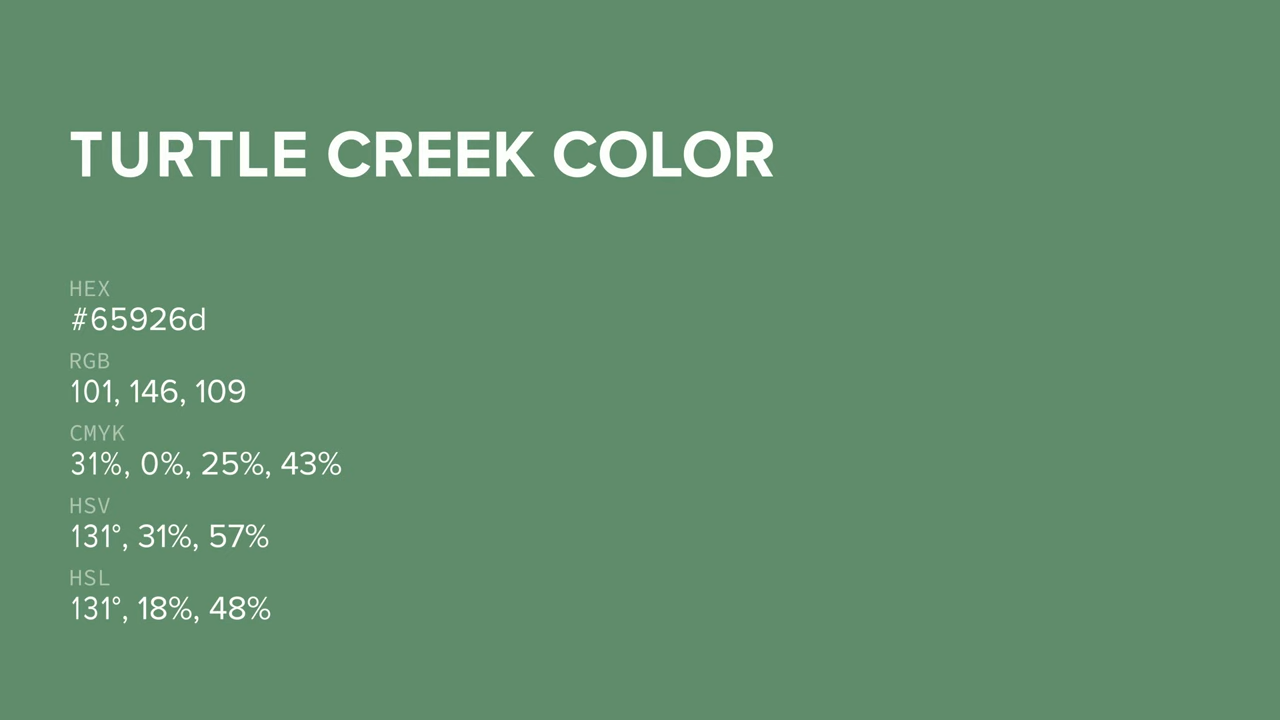 TURTLE CREEK COLOR
HEX
#65926d
RGB
101, 146, 109
CMYK
31%, 0%, 25%, 43%
HSV
131°, 31%, 57%
HSL
131°, 18%, 48%